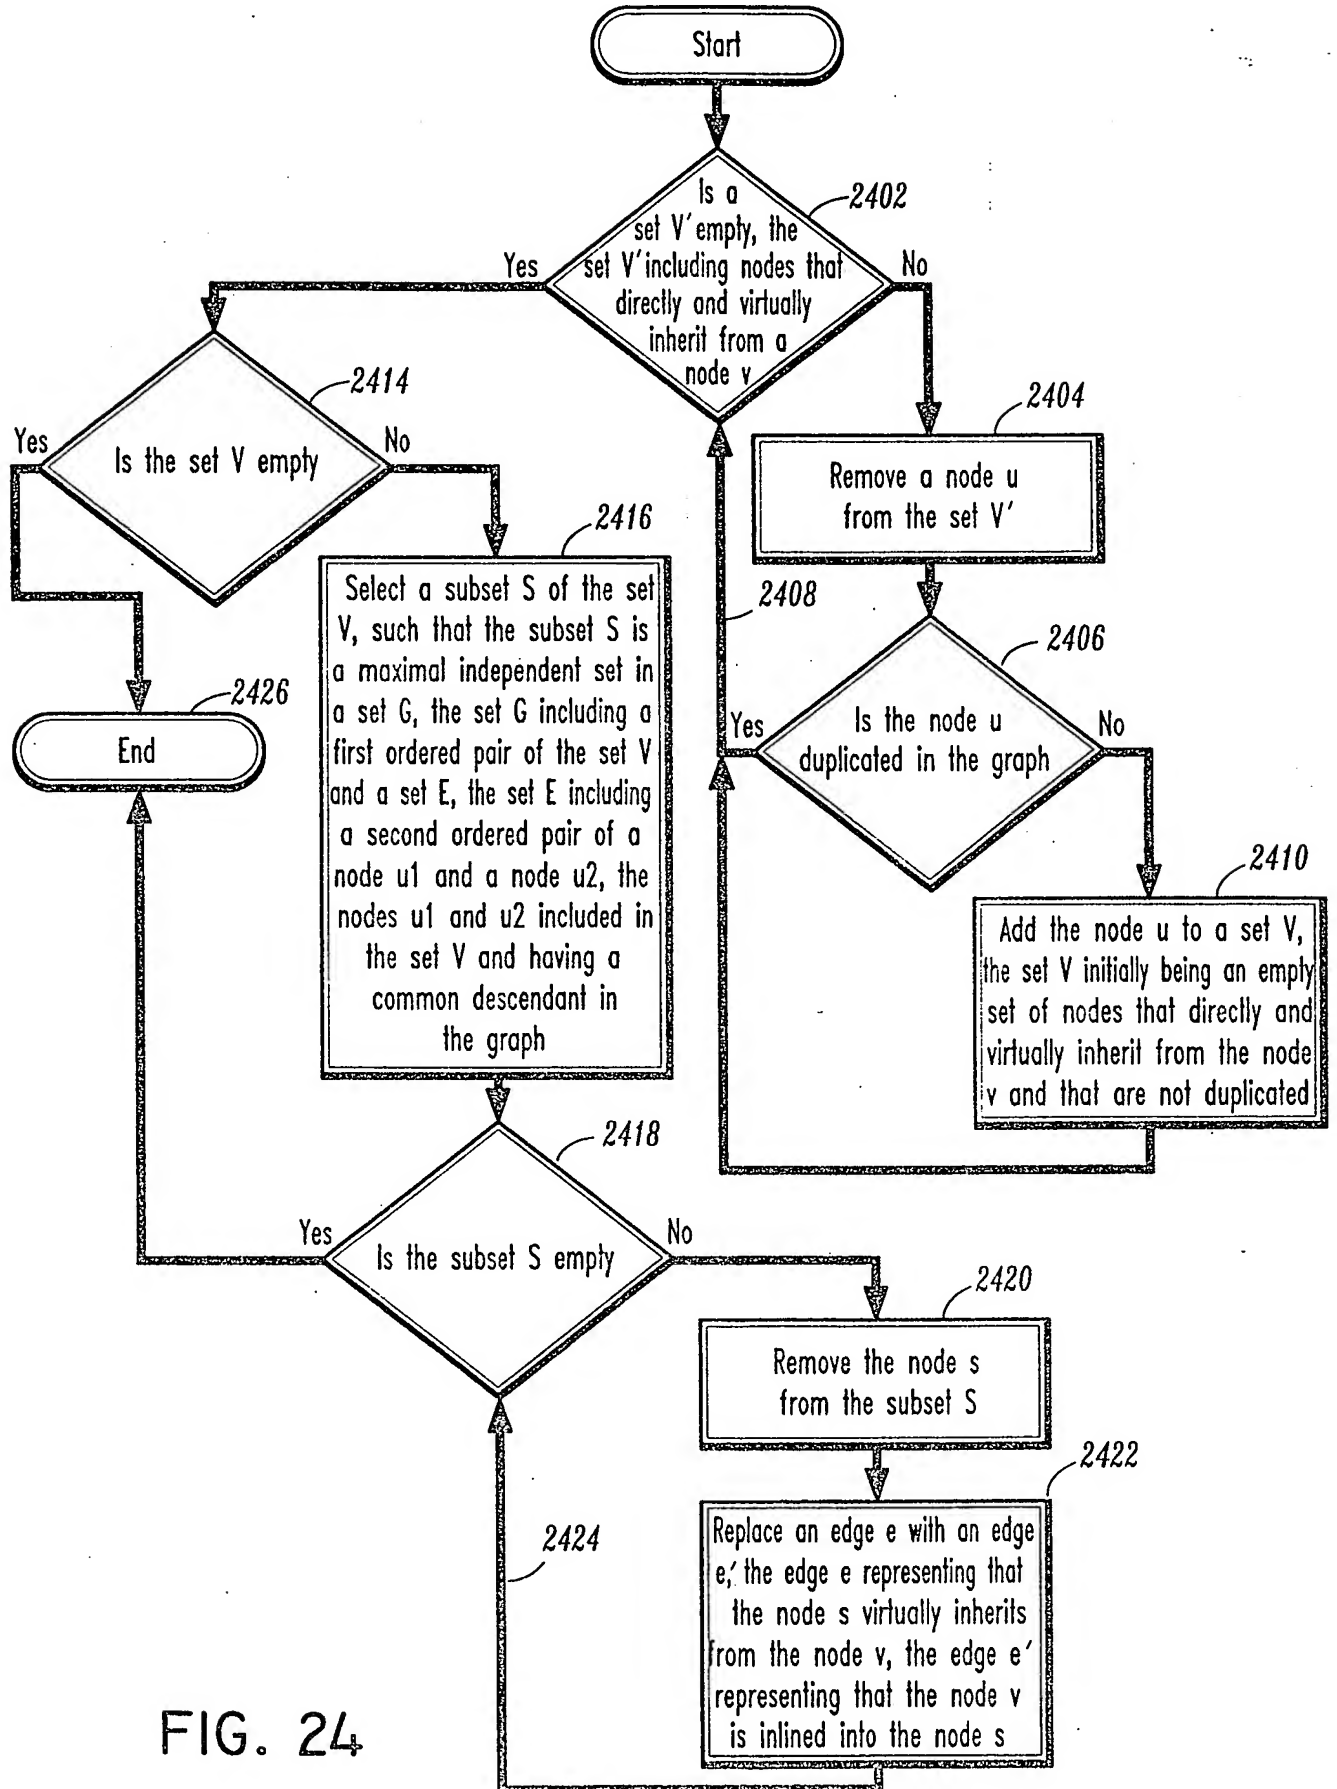 Start
Is a
set V' empty, the
set V' including nodes that
directly and virtually
inherit from a
node v
2402
Yes
No
2404
Remove a node u
from the set V'
2406
Is the node u
duplicated in the graph
2408
Yes
No
2410
Add the node u to a set V,
the set V initially being an empty
set of nodes that directly and
virtually inherit from the node
v and that are not duplicated
2414
Is the set V empty
Yes
No
2416
Select a subset S of the set
V, such that the subset S is
a maximal independent set in
a set G, the set G including a
first ordered pair of the set V
and a set E, the set E including
a second ordered pair of a
node u1 and a node u2, the
nodes u1 and u2 included in
the set V and having a
common descendant in
the graph
2426
End
2418
Is the subset S empty
Yes
No
2420
Remove the node s
from the subset S
2422
Replace an edge e with an edge
e,' the edge e representing that
the node s virtually inherits
from the node v, the edge e'
representing that the node v
is inlined into the node s
2424
FIG. 24